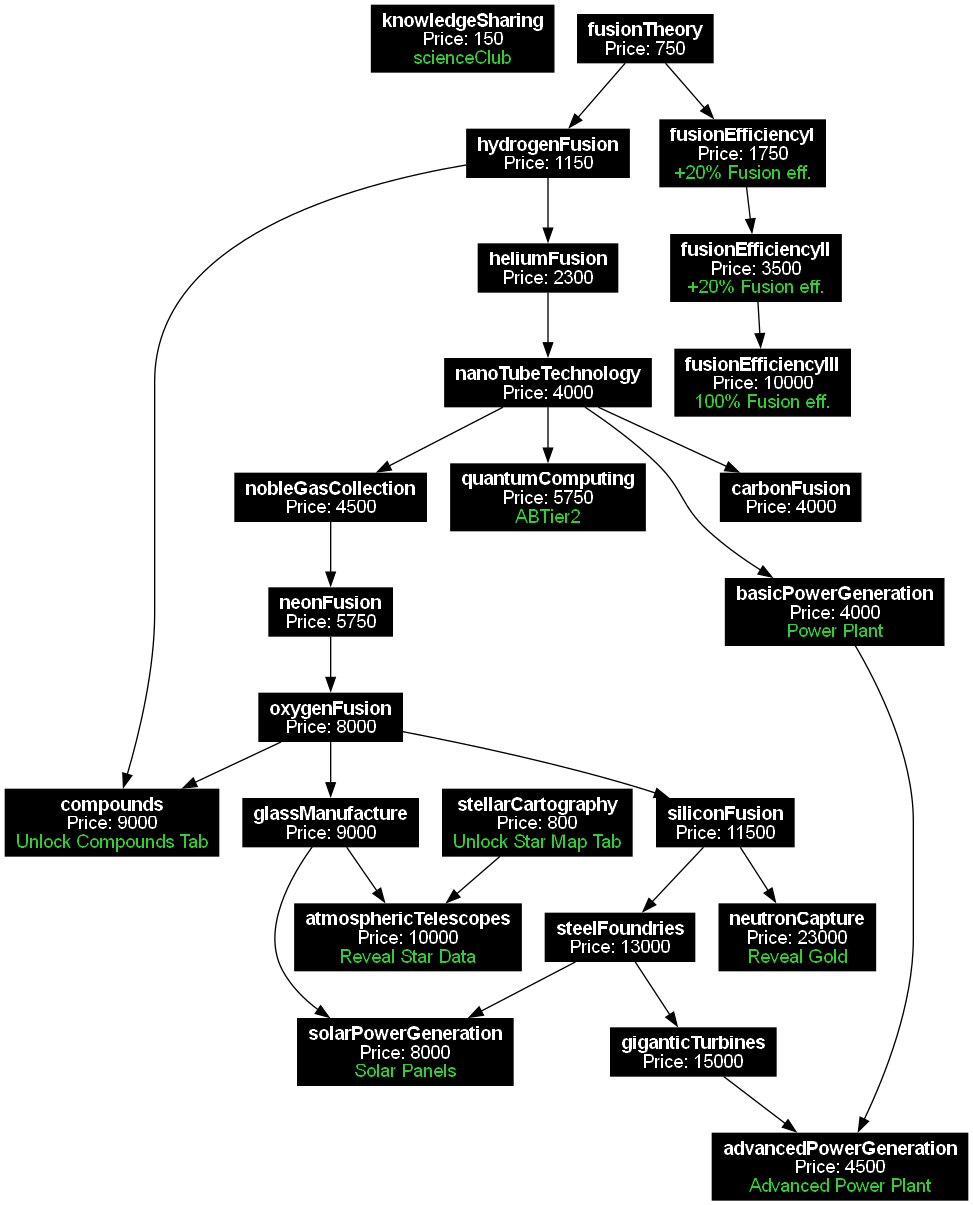 knowledgeSharing
Price: 150
scienceClub
fusionTheory
Price: 750
hydrogenFusion
Price: 1150
fusionEfficiencyI
Price: 1750
+20% Fusion eff.
heliumFusion
Price: 2300
fusionEfficiencyII
Price: 3500
+20% Fusion eff.
nanoTubeTechnology
Price: 4000
fusionEfficiencyIII
Price: 10000
100% Fusion eff.
nobleGasCollection
Price: 4500
quantumComputing
Price: 5750
ABTier2
carbonFusion
Price: 4000
neonFusion
Price: 5750
basicPowerGeneration
Price: 4000
Power Plant
oxygenFusion
Price: 8000
compounds
Price: 9000
Unlock Compounds Tab
glassManufacture
Price: 9000
stellarCartography
Price: 800
Unlock Star Map Tab
siliconFusion
Price: 11500
atmosphericTelescopes
Price: 10000
Reveal Star Data
steelFoundries
Price: 13000
neutronCapture
Price: 23000
Reveal Gold
solarPowerGeneration
Price: 8000
Solar Panels
giganticTurbines
Price: 15000
advancedPowerGeneration
Price: 4500
Advanced Power Plant